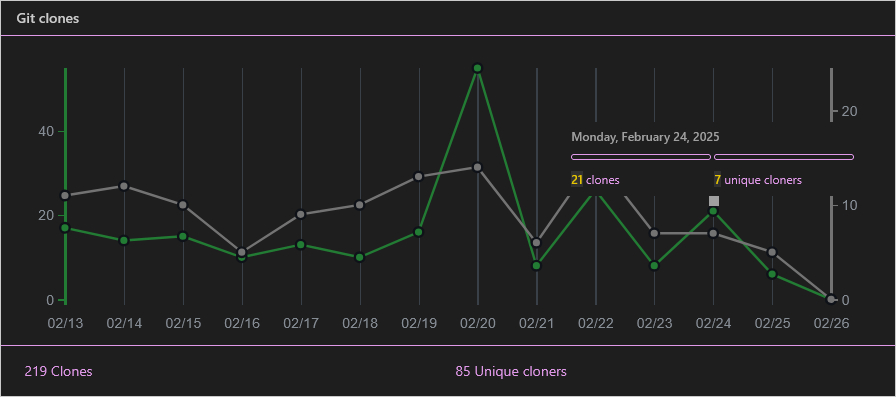 Git clones
40
20
0
20
10
0
Monday, February 24, 2025
21 clones
7 unique cloners
02/13 02/14 02/15 02/16 02/17 02/18 02/19 02/20 02/21 02/22 02/23 02/24 02/25 02/26
219 Clones
85 Unique cloners